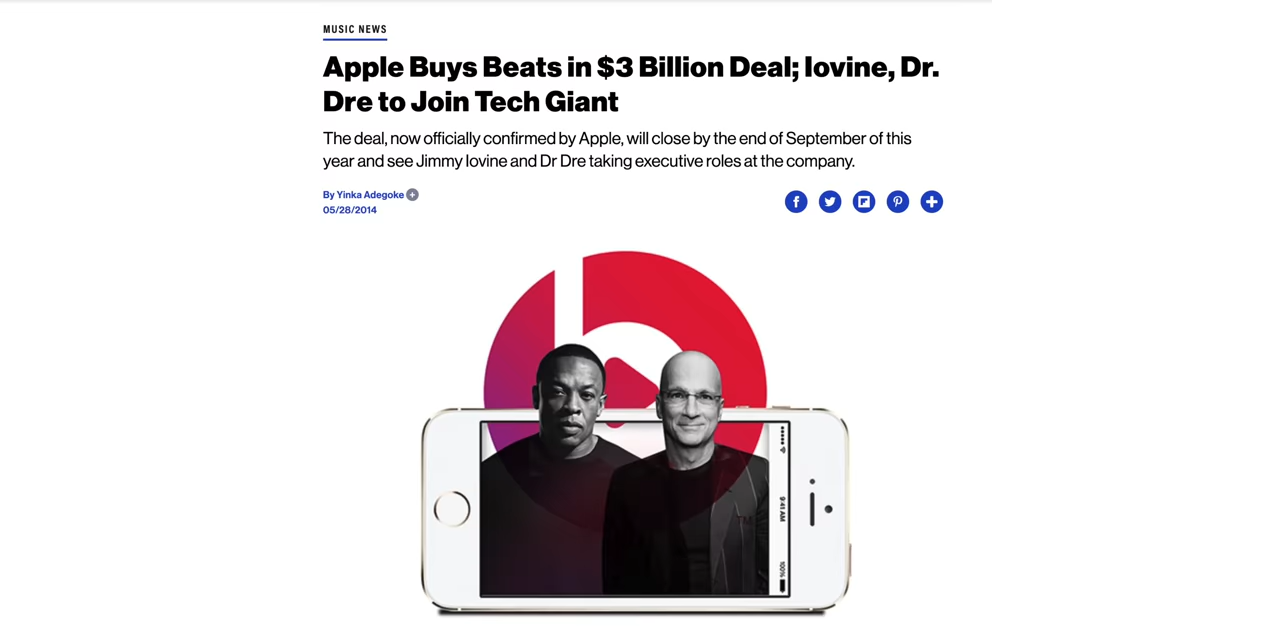 MUSIC NEWS
Apple Buys Beats in $3 Billion Deal; Iovine, Dr.
Dre to Join Tech Giant
The deal, now officially confirmed by Apple, will close by the end of September of this
year and see Jimmy Iovine and Dr Dre taking executive roles at the company.
By Yinka Adegoke
05/28/2014
9:41 AM
100%